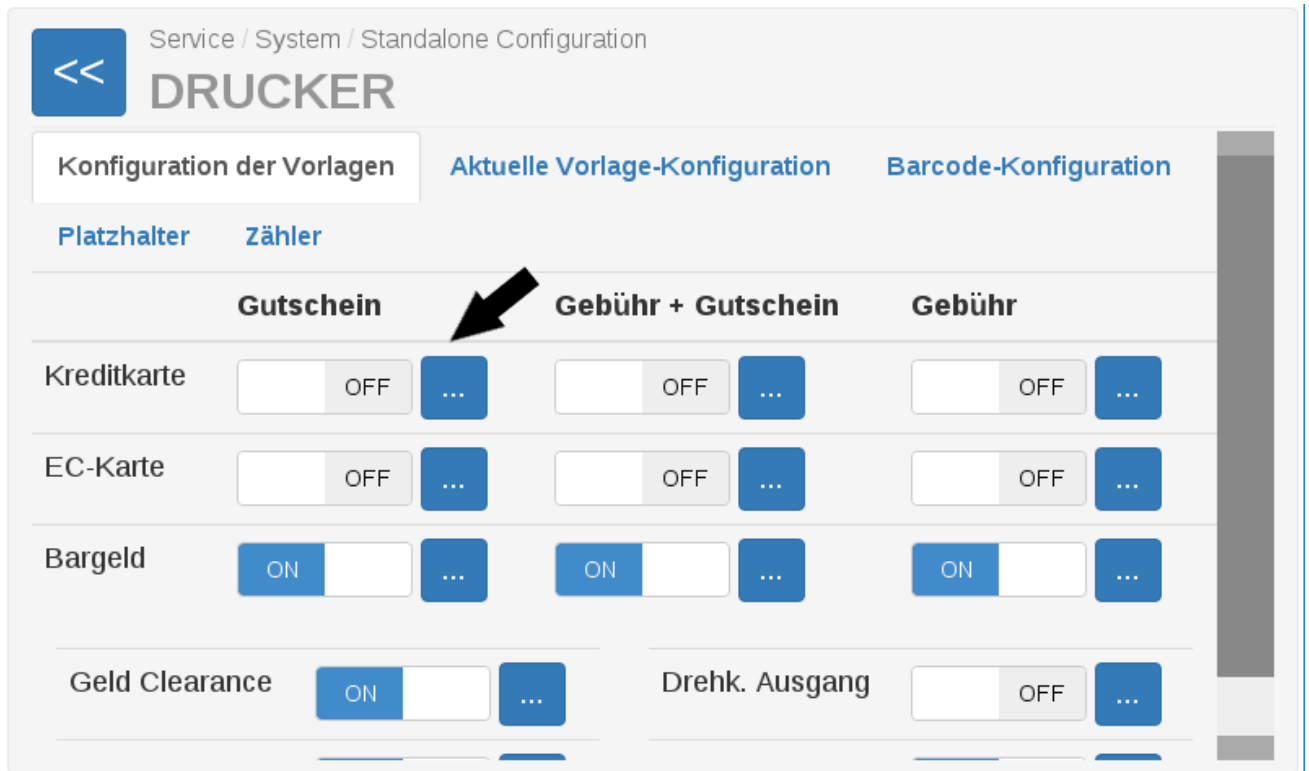 << Service / System / Standalone Configuration
DRUCKER
Konfiguration der Vorlagen Aktuelle Vorlage-Konfiguration Barcode-Konfiguration
Platzhalter Zähler
Gutschein Gebühr + Gutschein Gebühr
Kreditkarte OFF ... OFF ... OFF ...
EC-Karte OFF ... OFF ... OFF ...
Bargeld ON ... ON ... ON ...
Geld Clearance ON ... Drehk. Ausgang OFF ...